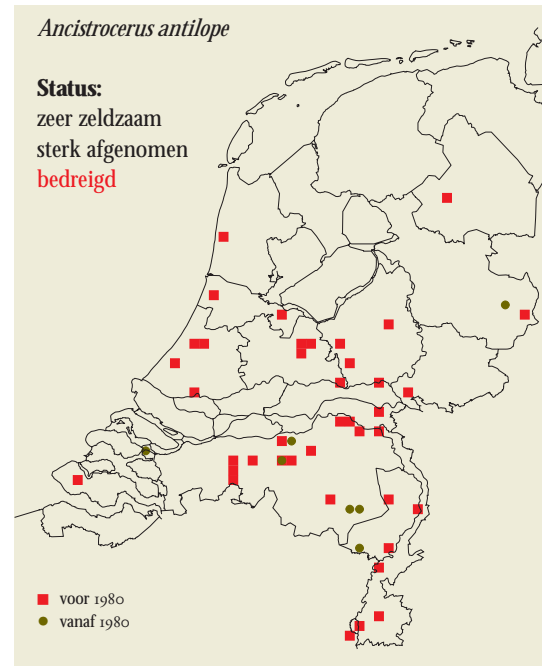 Ancistrocerus antilope
Status:
zeer zeldzaam
sterk afgenomen
bedreigd
voor 1980
vanaf 1980